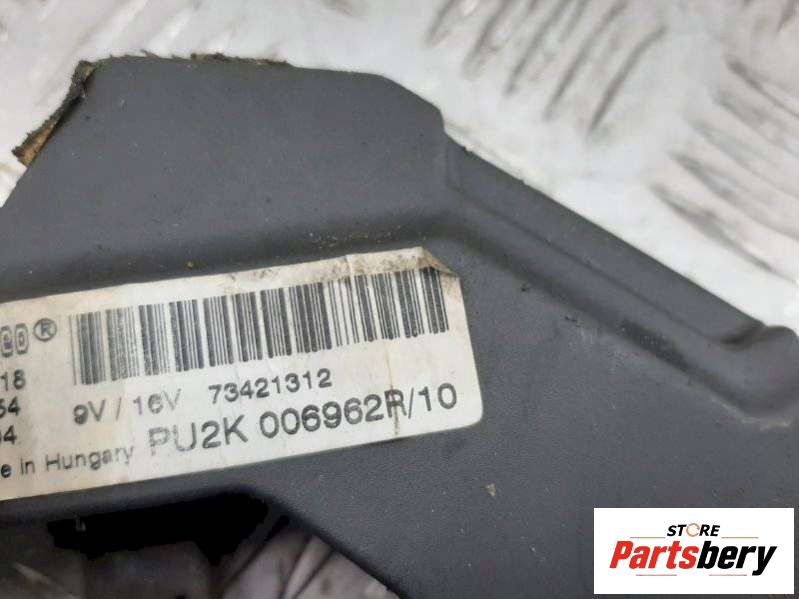 18
54
9V / 16V 73421312
04
PU2K 006962R/10
in Hungary
STORE
Partsbery